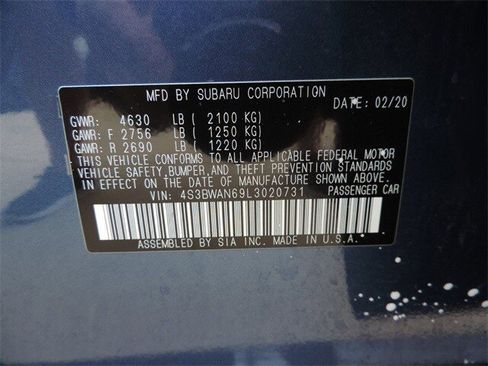 MFD BY SUBARU CORPORATION
DATE: 02/20
GVWR: 4630 LB ( 2100 KG)
GAWR: F 2756 LB ( 1250 KG)
GAWR: R 2690 LB ( 1220 KG)
THIS VEHICLE CONFORMS TO ALL APPLICABLE FEDERAL MOTOR
VEHICLE SAFETY,BUMPER,AND THEFT PREVENTION STANDARDS
IN EFFECT ON THE DATE OF MANUFACTURE SHOWN ABOVE.
VIN: 4S3BWAN69L3020731 PASSENGER CAR
ASSEMBLED BY SIA INC. MADE IN U.S.A.